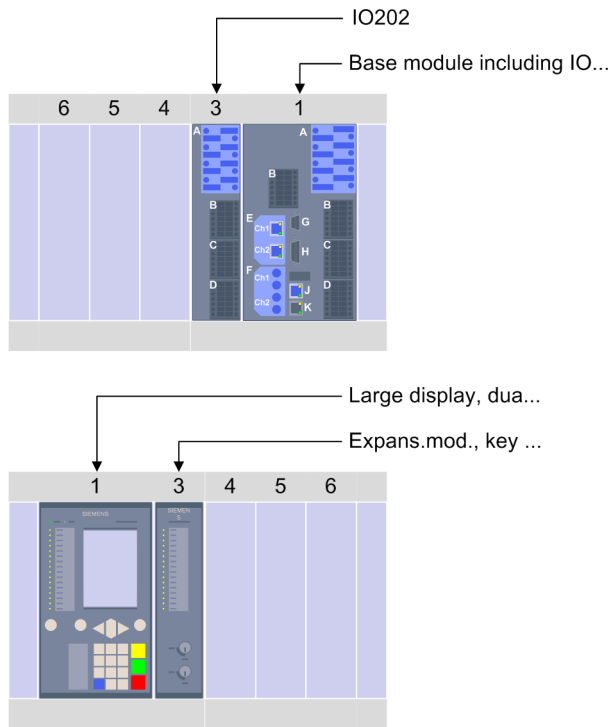 IO202
Base module including IO...
6 5 4 3 1
A A
B
B B
E G
Ch1
C C
Ch2 H
F
Ch1
D J D
Ch2 K
Large display, dua...
Expans.mod., key ...
1 3 4 5 6
SIEMENS
SIEMEN
S